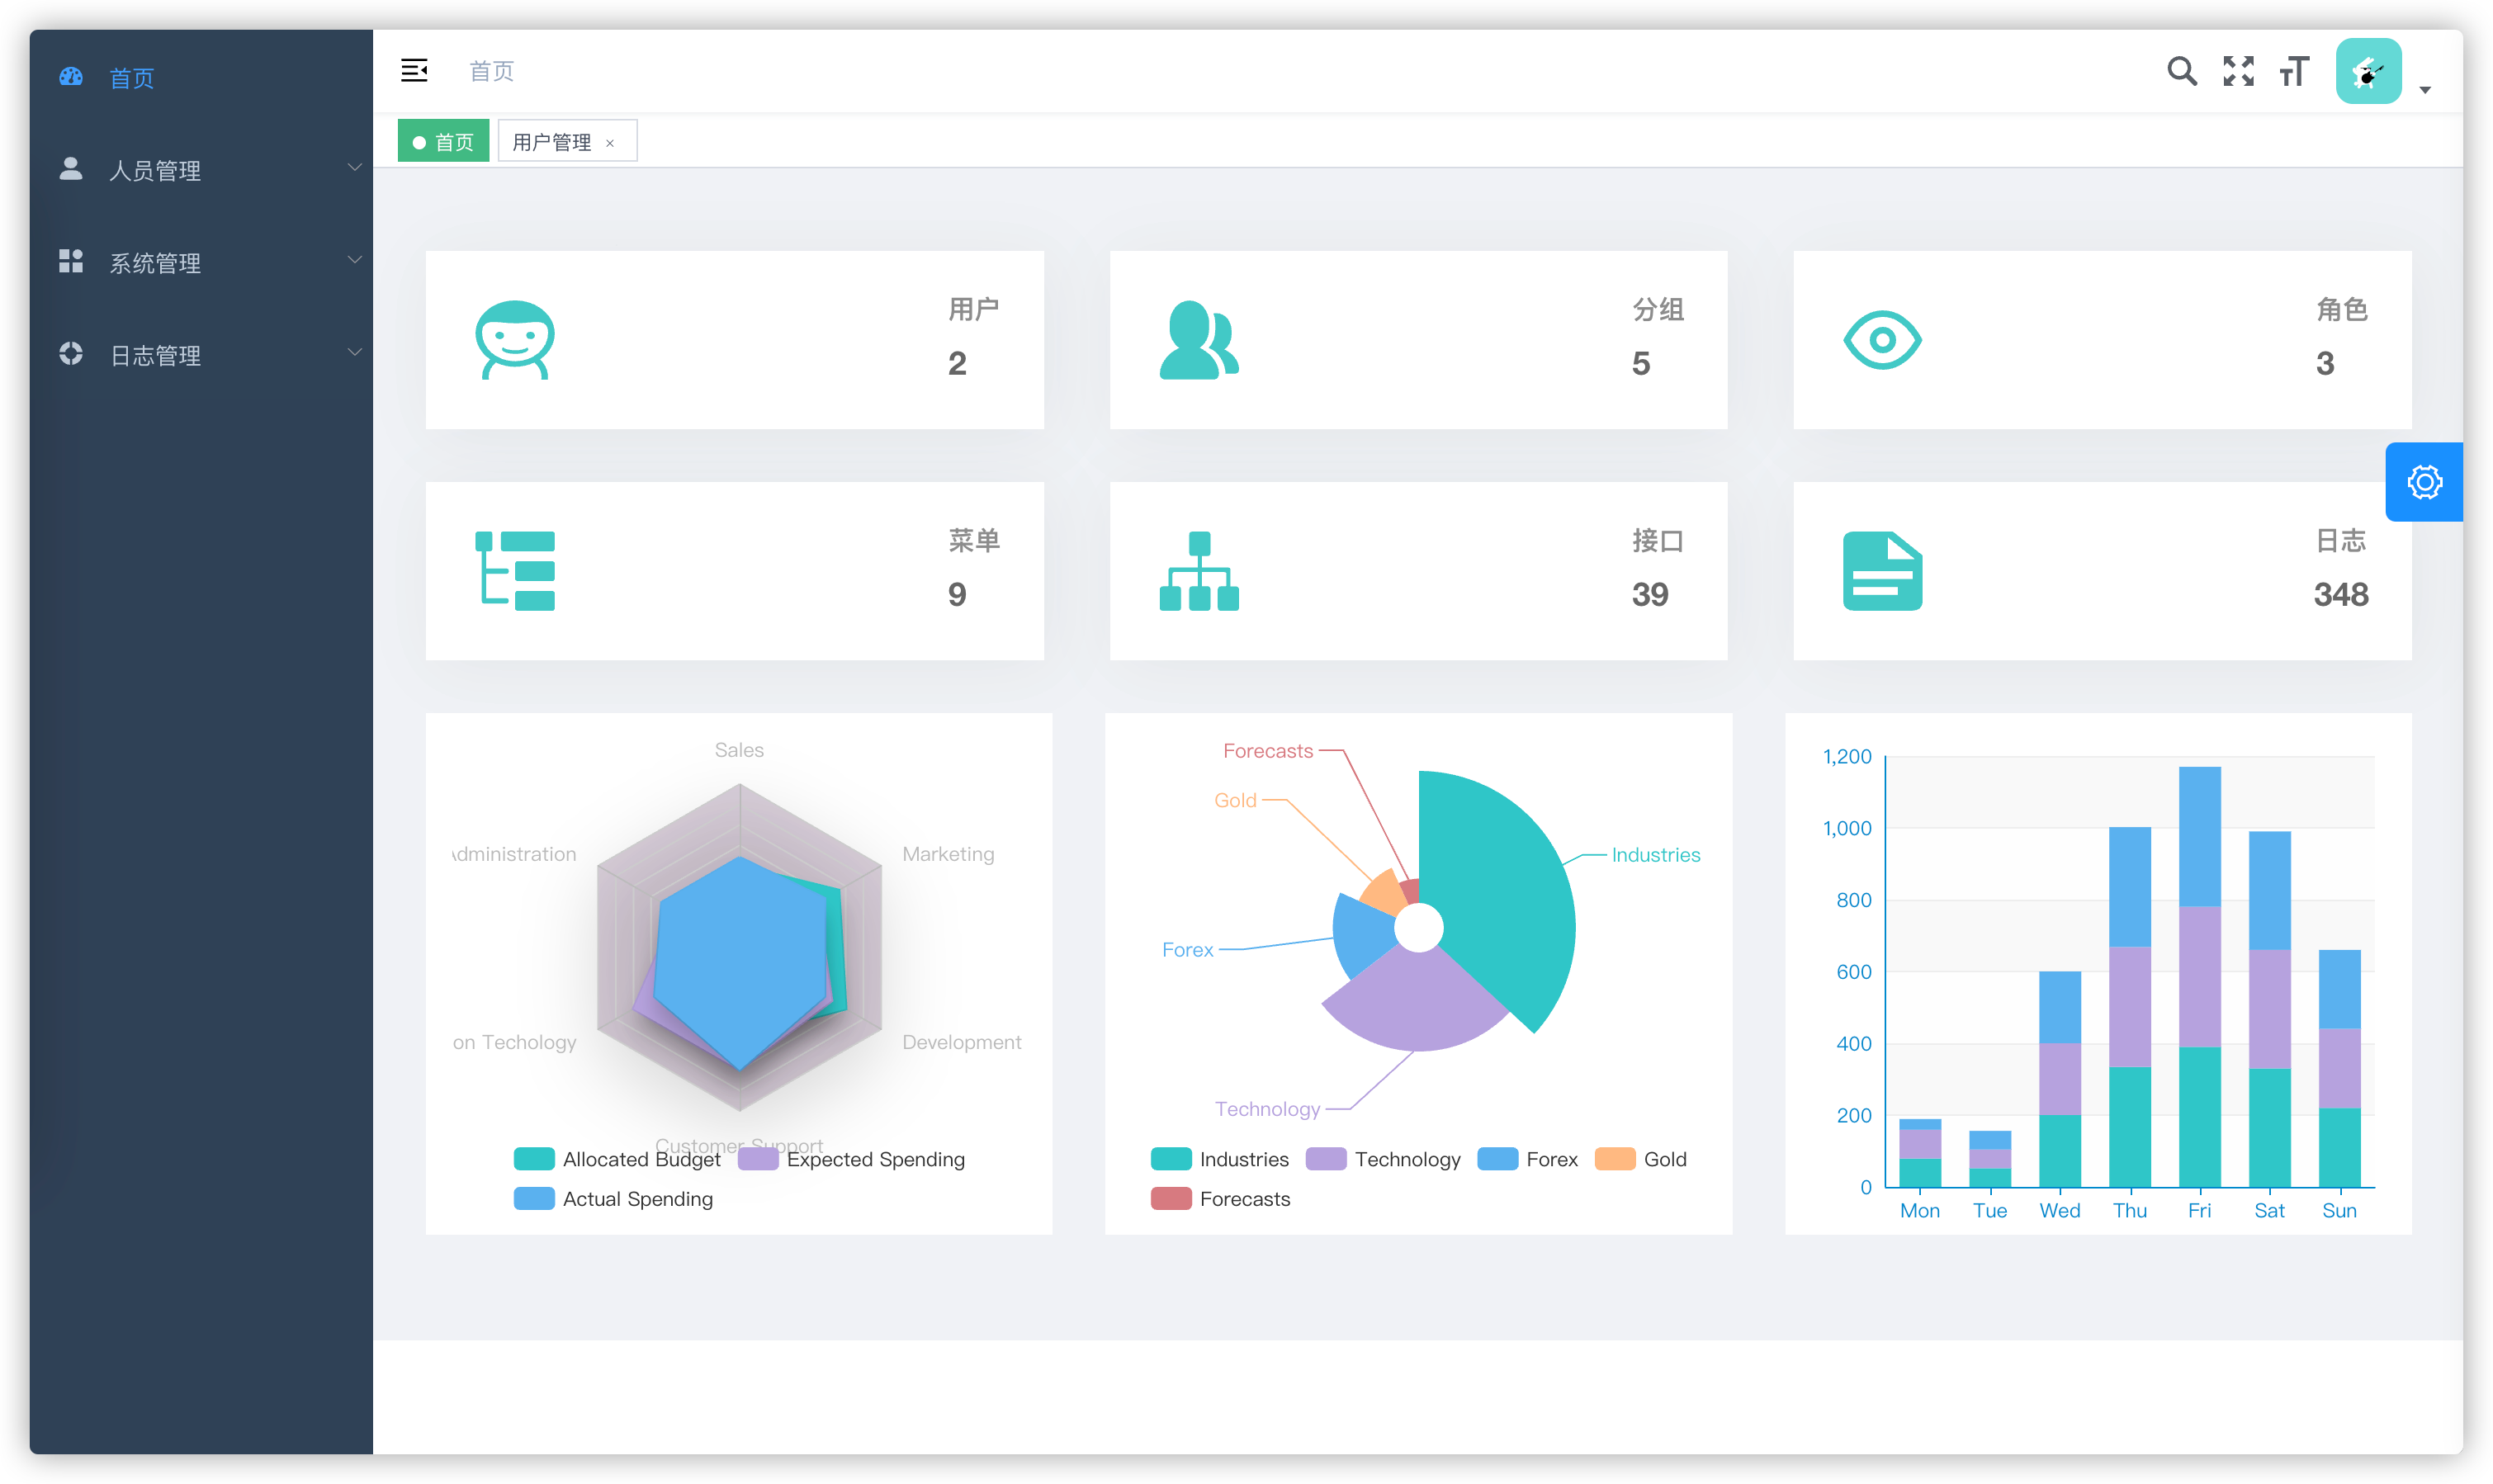 首页
人员管理
系统管理
日志管理
首页
首页
用户管理 ×
用户
2
分组
5
角色
3
菜单
9
接口
39
日志
348
Sales
Marketing
Development
Customer Support
on Techology
dministration
Allocated Budget
Expected Spending
Actual Spending
Forecasts
Gold
Forex
Technology
Industries
Industries
Technology
Forex
Gold
Forecasts
1,200
1,000
800
600
400
200
0
Mon
Tue
Wed
Thu
Fri
Sat
Sun